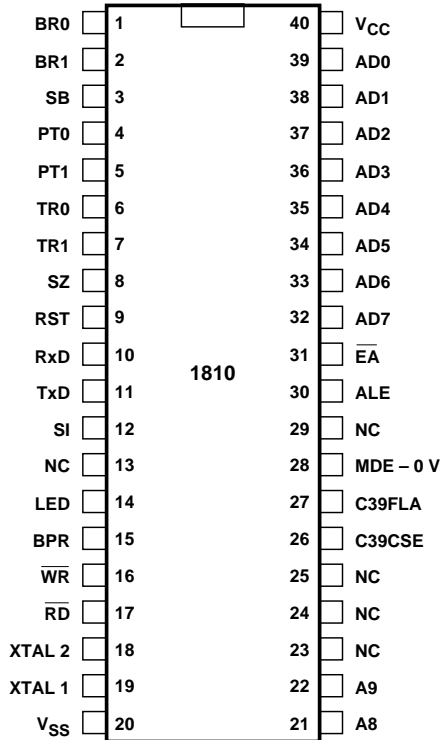 BR0 1 40 VCC
BR1 2 39 AD0
SB 3 38 AD1
PT0 4 37 AD2
PT1 5 36 AD3
TR0 6 35 AD4
TR1 7 34 AD5
SZ 8 33 AD6
RST 9 32 AD7
RxD 10 31 E̅A̅
1810
TxD 11 30 ALE
SI 12 29 NC
NC 13 28 MDE – 0 V
LED 14 27 C39FLA
BPR 15 26 C39CSE
W̅R̅ 16 25 NC
R̅D̅ 17 24 NC
XTAL 2 18 23 NC
XTAL 1 19 22 A9
VSS 20 21 A8